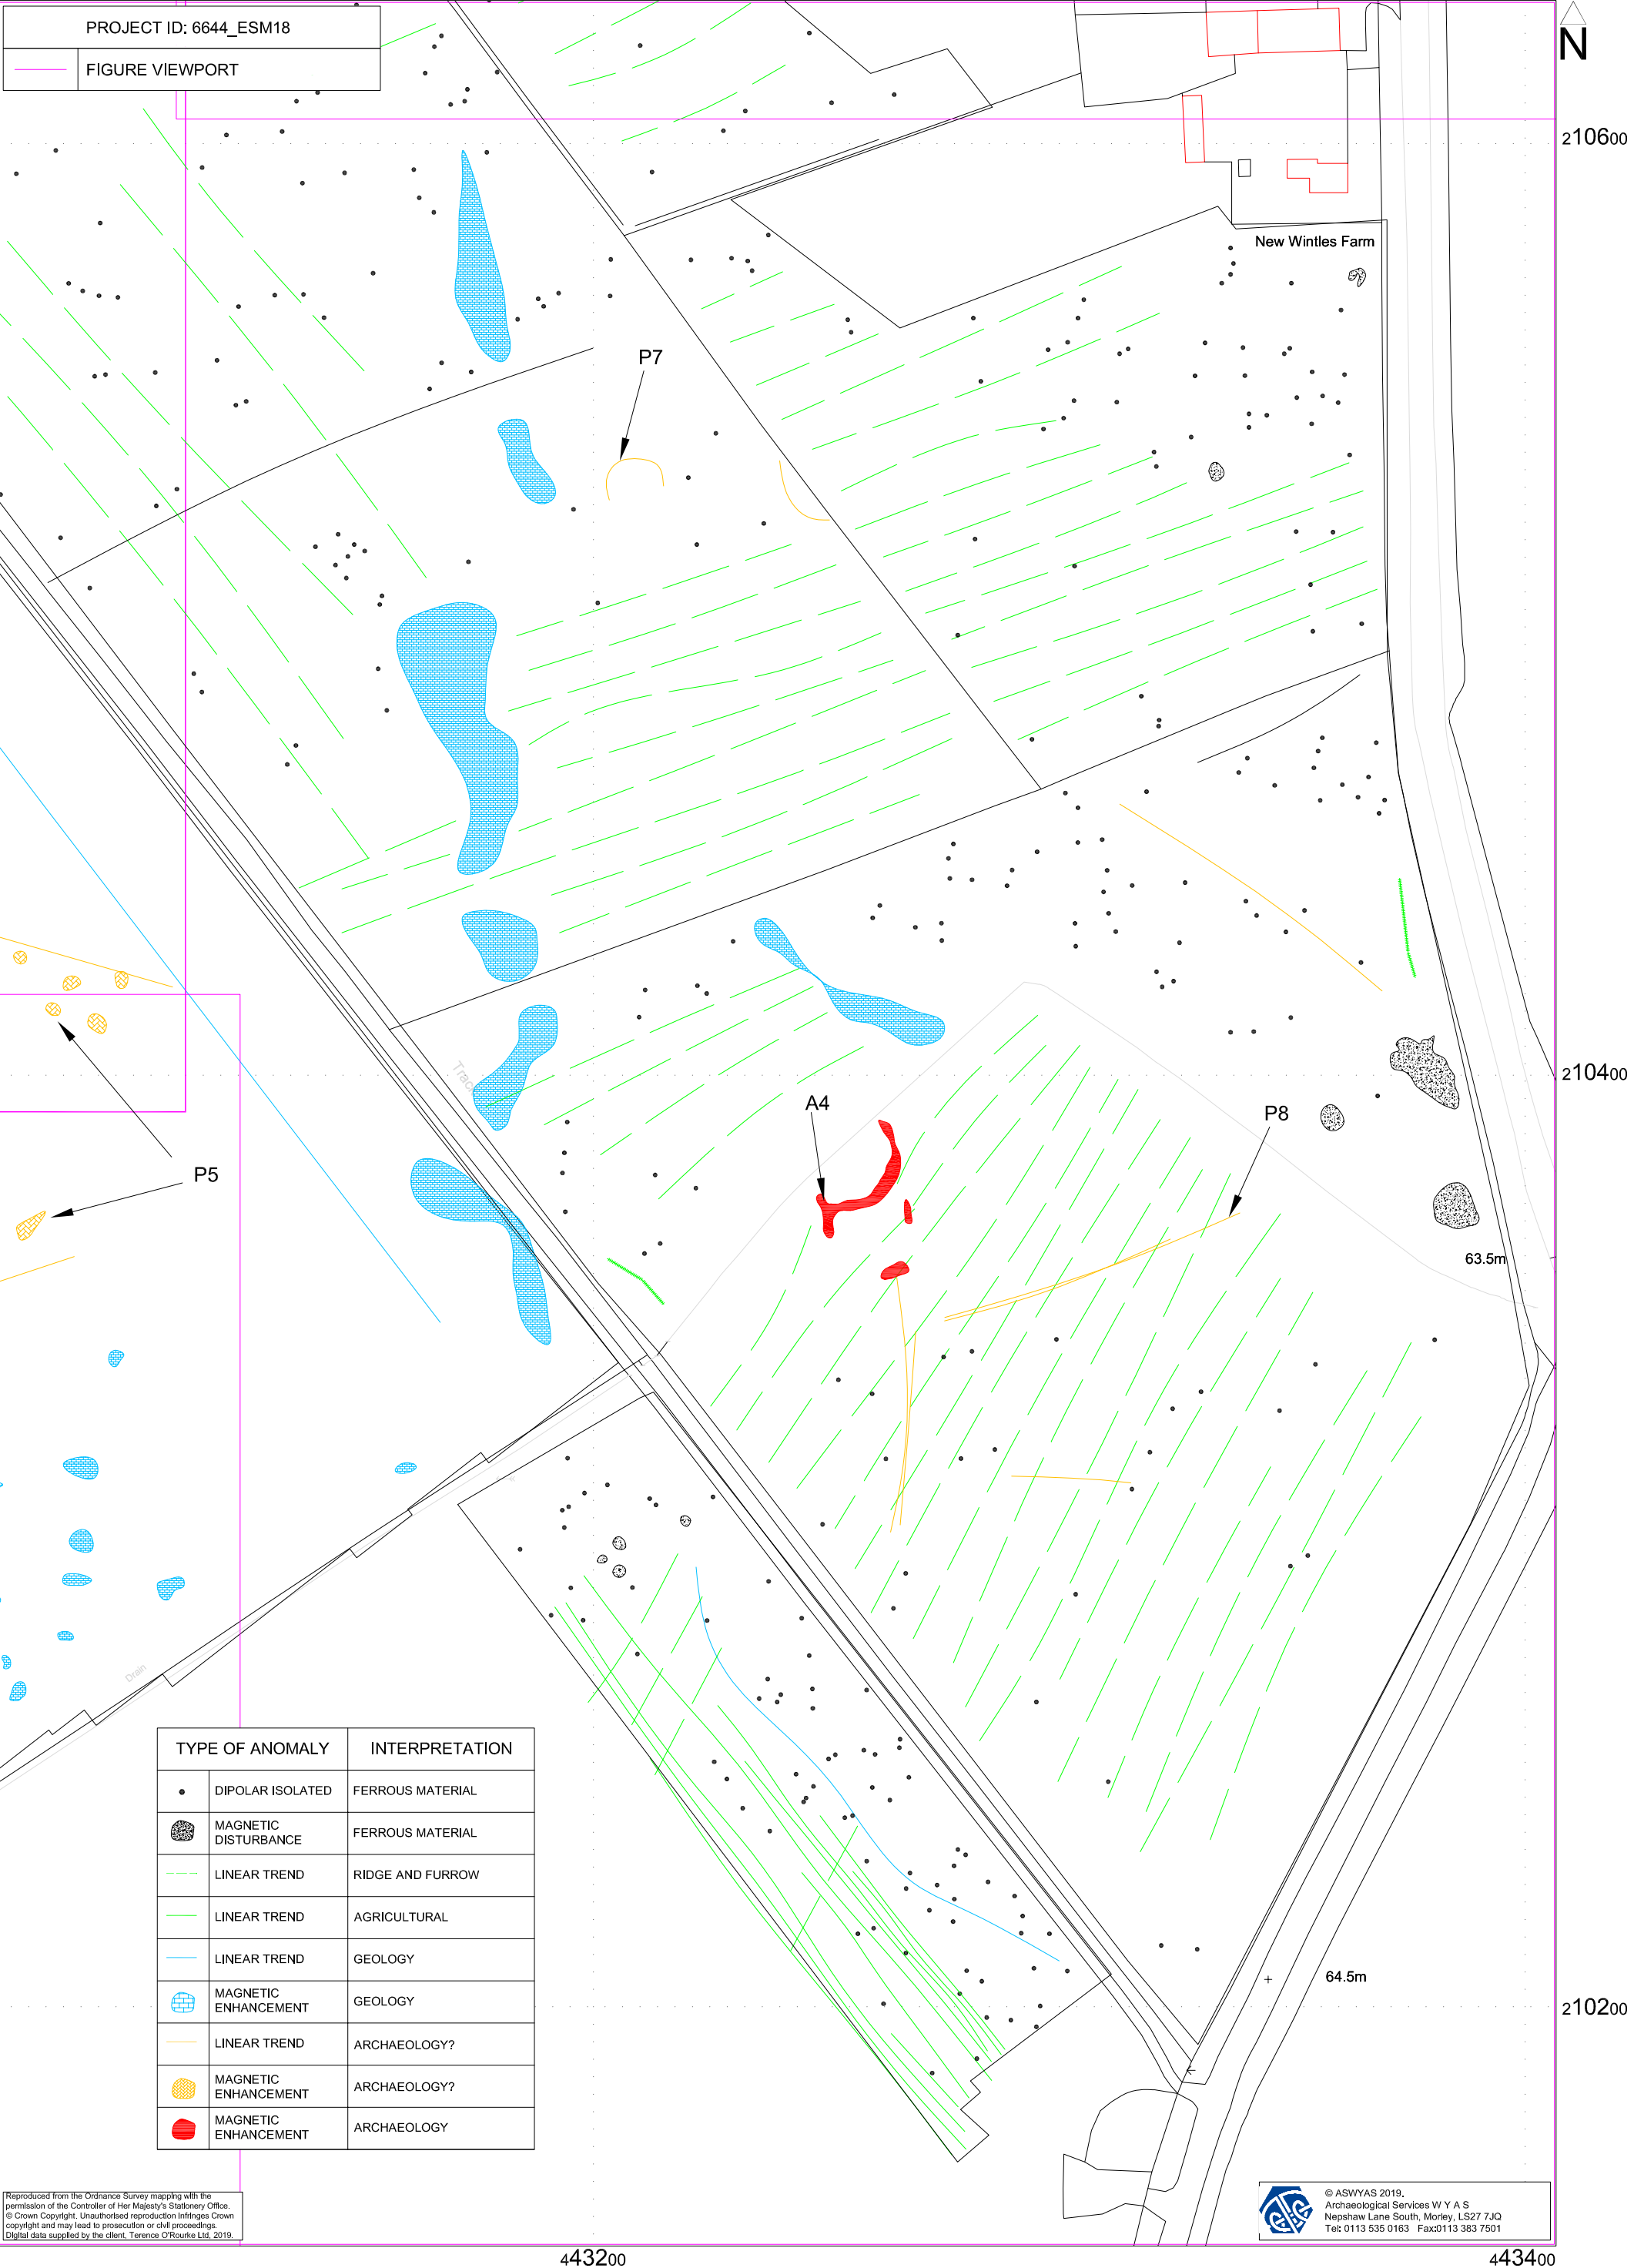 PROJECT ID: 6644_ESM18
FIGURE VIEWPORT
N
210600
New Wintles Farm
P7
Track
210400
A4
P8
P5
63.5m
Drain
TYPE OF ANOMALY INTERPRETATION
DIPOLAR ISOLATED FERROUS MATERIAL
MAGNETIC
DISTURBANCE
FERROUS MATERIAL
LINEAR TREND RIDGE AND FURROW
LINEAR TREND AGRICULTURAL
LINEAR TREND GEOLOGY
MAGNETIC
ENHANCEMENT
GEOLOGY
LINEAR TREND ARCHAEOLOGY?
MAGNETIC
ENHANCEMENT
ARCHAEOLOGY?
MAGNETIC
ENHANCEMENT
ARCHAEOLOGY
64.5m
210200
Reproduced from the Ordnance Survey mapping with the
permission of the Controller of Her Majesty's Stationery Office.
© Crown Copyright. Unauthorised reproduction infringes Crown
copyright and may lead to prosecution or civil proceedings.
Digital data supplied by the client, Terence O'Rourke Ltd, 2019.
© ASWYAS 2019.
Archaeological Services W Y A S
Nepshaw Lane South, Morley, LS27 7JQ
Tel: 0113 535 0163 Fax:0113 383 7501
443200
443400